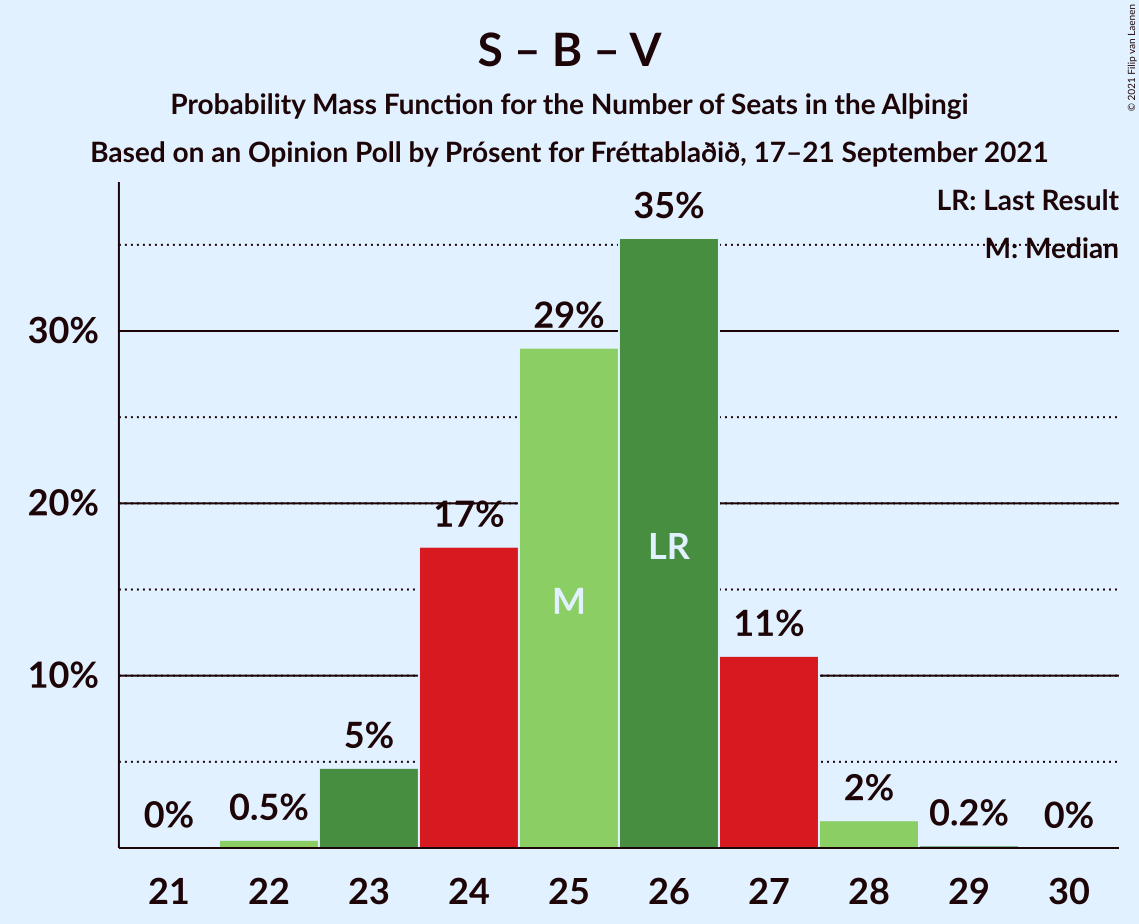 S – B – V
Probability Mass Function for the Number of Seats in the Alþingi
Based on an Opinion Poll by Prósent for Fréttablaðið, 17–21 September 2021
© 2021 Filip van Laenen
LR: Last Result
M: Median
30%
20%
10%
0%
0.5%
5%
17%
29%
35%
11%
2%
0.2%
0%
M
LR
21 22 23 24 25 26 27 28 29 30